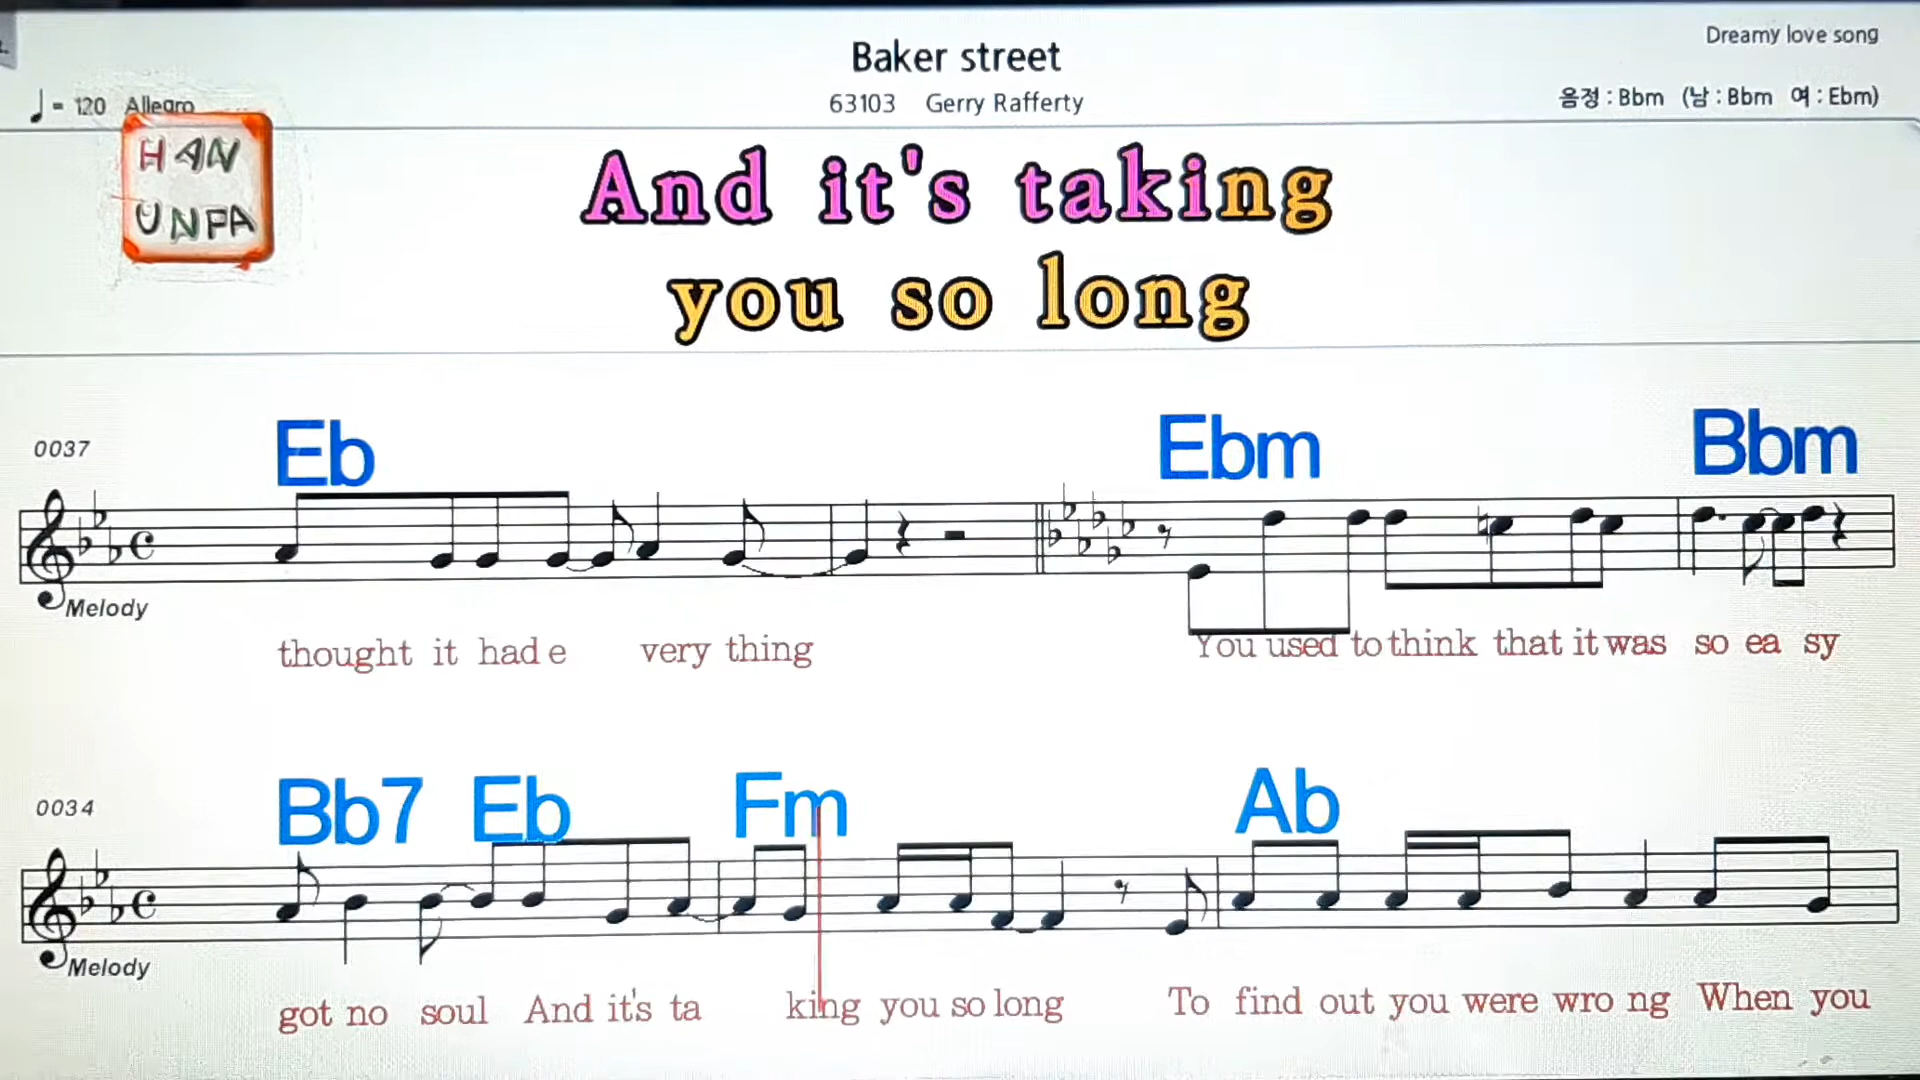 Dreamy love song
Baker street
♩ = 120 Allegro
63103 Gerry Rafferty
음정 : Bbm (남 : Bbm 여 : Ebm)
HAN
UNPA
And it's taking
you so long
0037
Eb Ebm Bbm
Melody
thought it had e very thing You used to think that it was so ea sy
0034
Bb7 Eb Fm Ab
Melody
got no soul And it's ta king you so long To find out you were wro ng When you